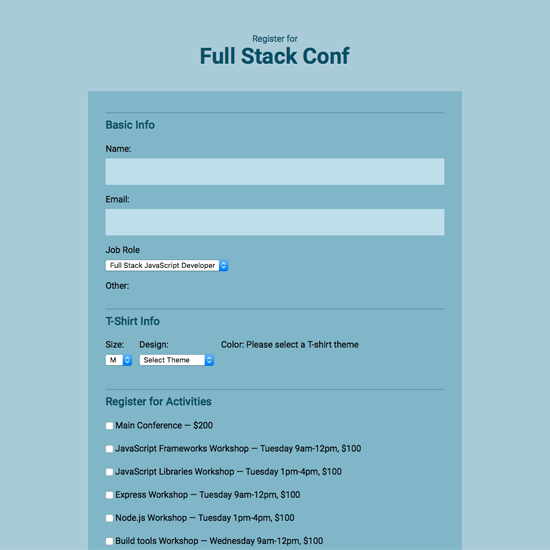 Register for
Full Stack Conf
Basic Info
Name:
Email:
Job Role
Full Stack JavaScript Developer
Other:
T-Shirt Info
Size: Design: Color: Please select a T-shirt theme
M Select Theme
Register for Activities
Main Conference — $200
JavaScript Frameworks Workshop — Tuesday 9am-12pm, $100
JavaScript Libraries Workshop — Tuesday 1pm-4pm, $100
Express Workshop — Tuesday 9am-12pm, $100
Node.js Workshop — Tuesday 1pm-4pm, $100
Build tools Workshop — Wednesday 9am-12pm, $100